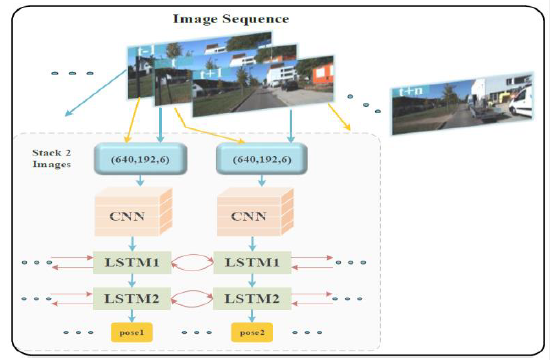 Image Sequence
t-1
t
t+1
t+n
Stack 2
Images
(640,192,6)
(640,192,6)
CNN
CNN
LSTM1
LSTM1
LSTM2
LSTM2
pose1
pose2